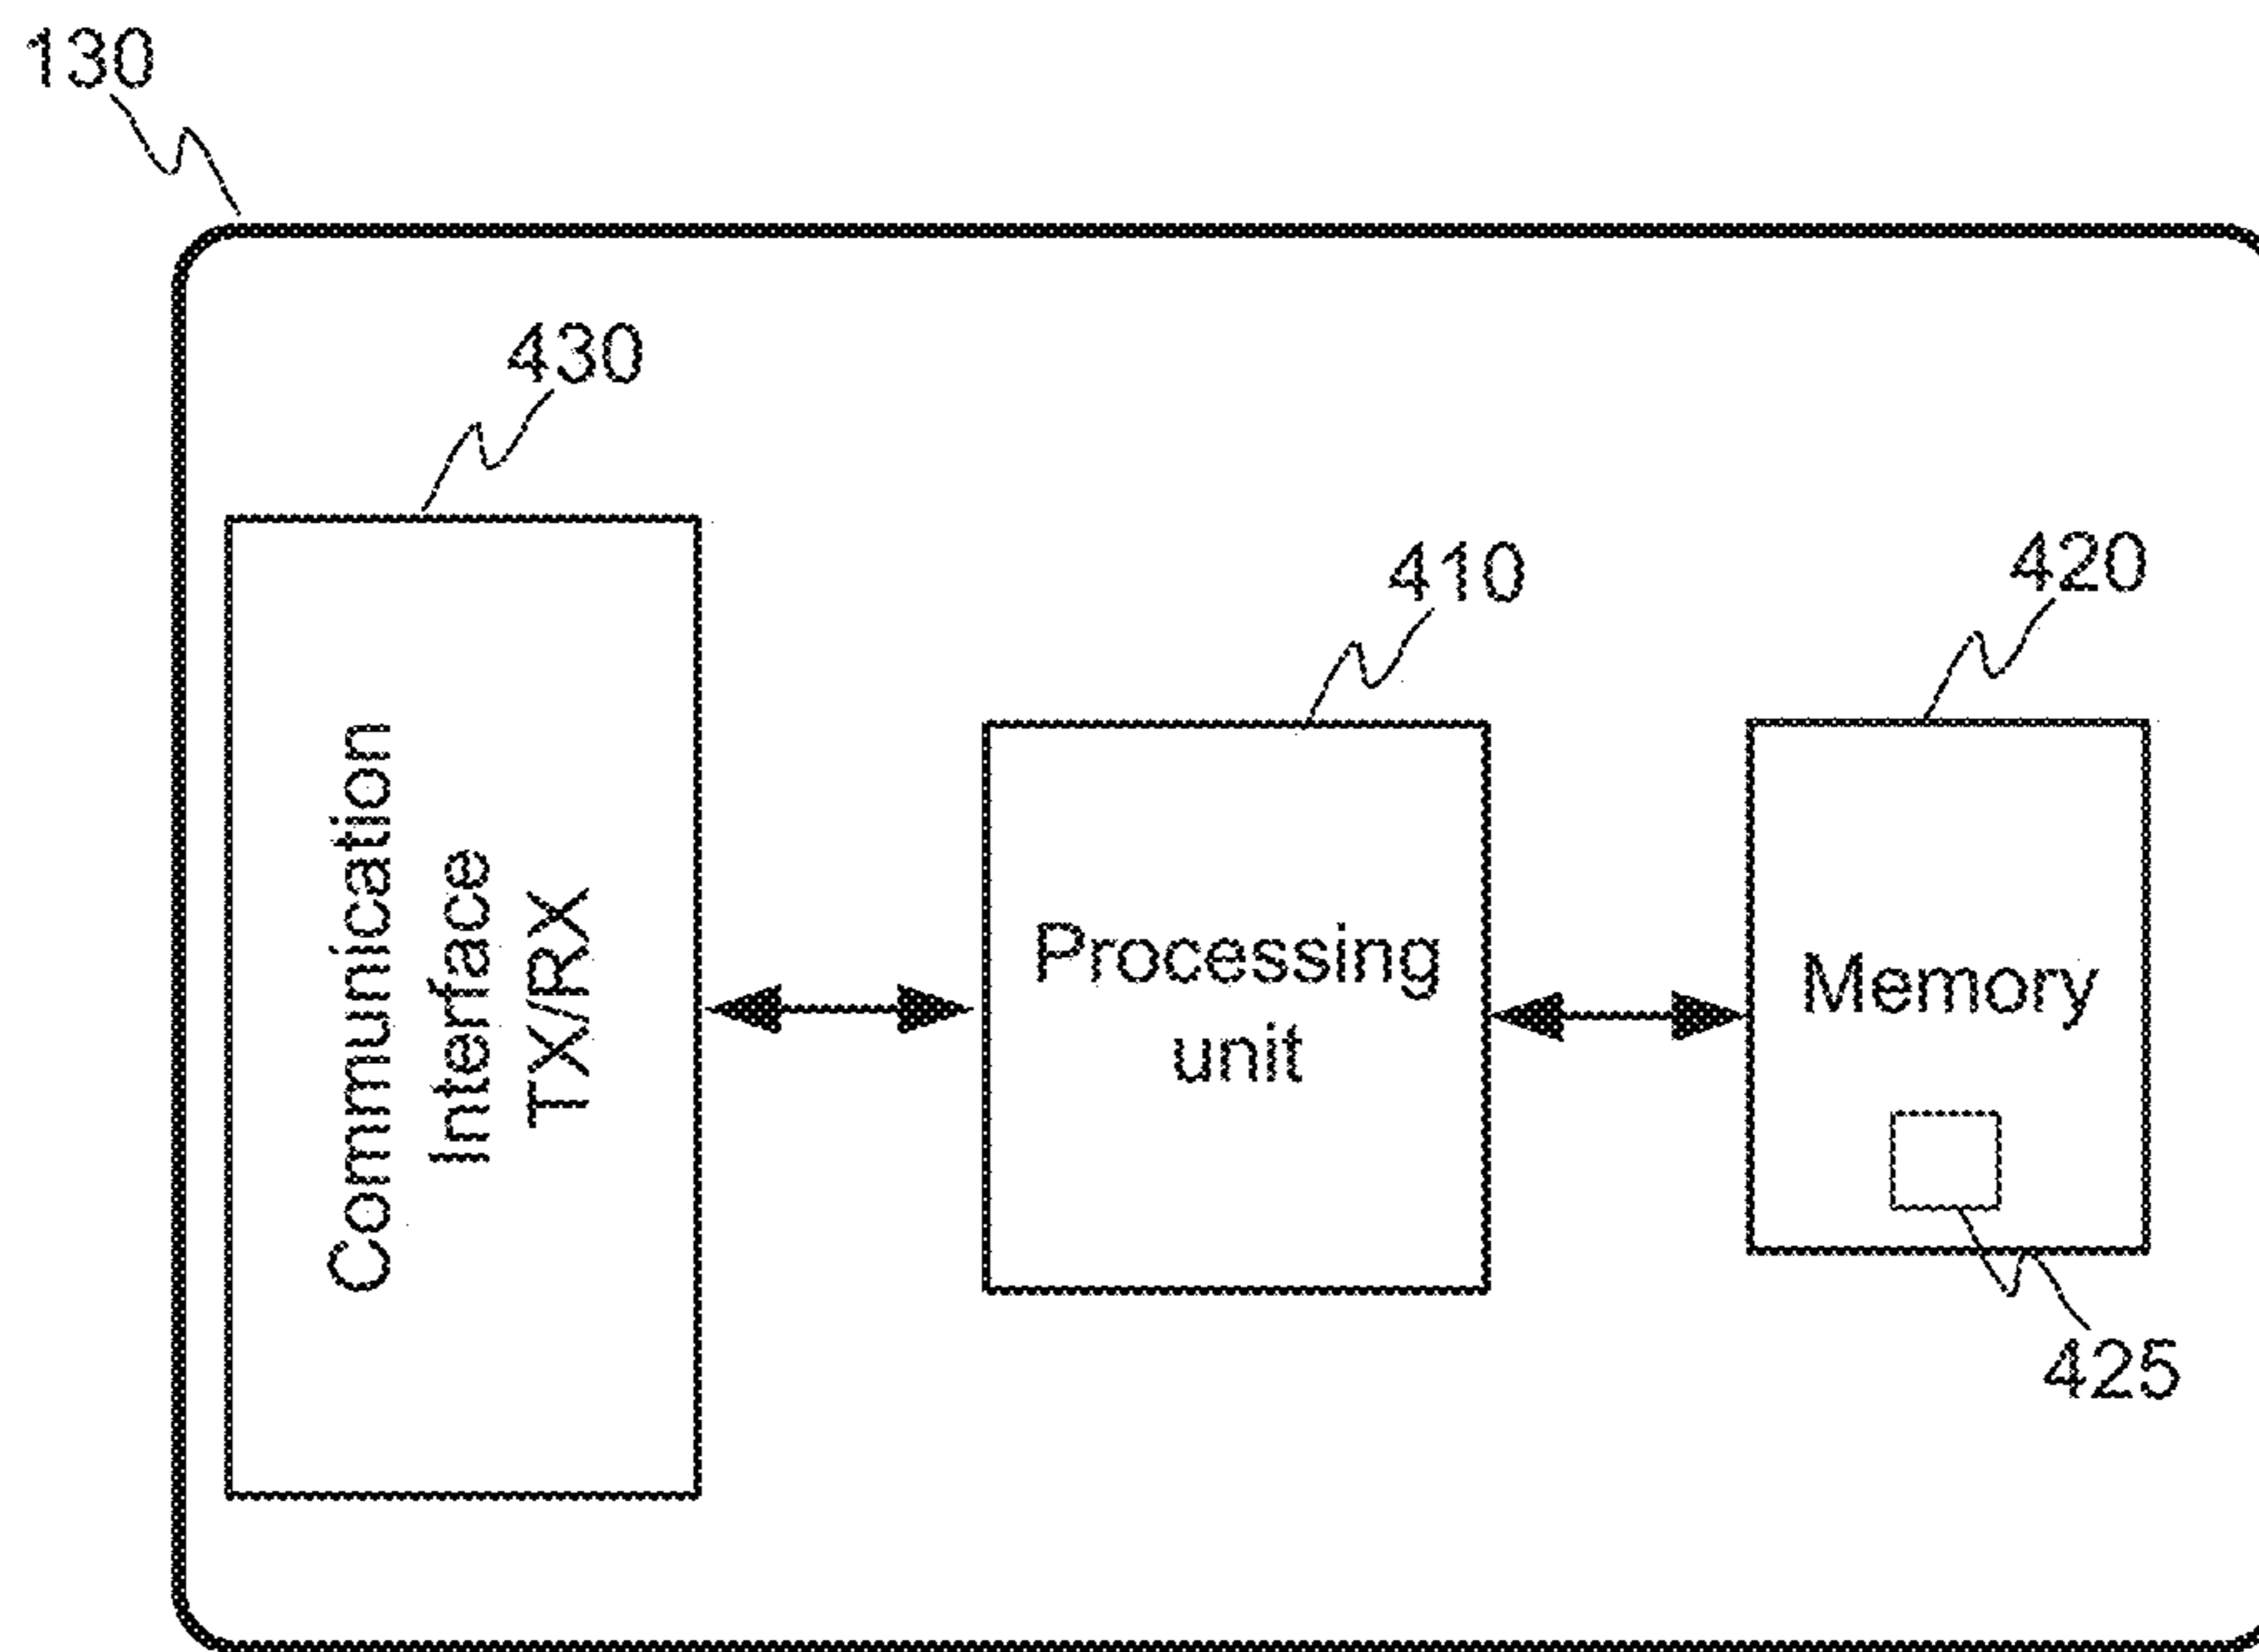 130
430
410
420
Communication
Interface
TX/RX
Processing
unit
Memory
425